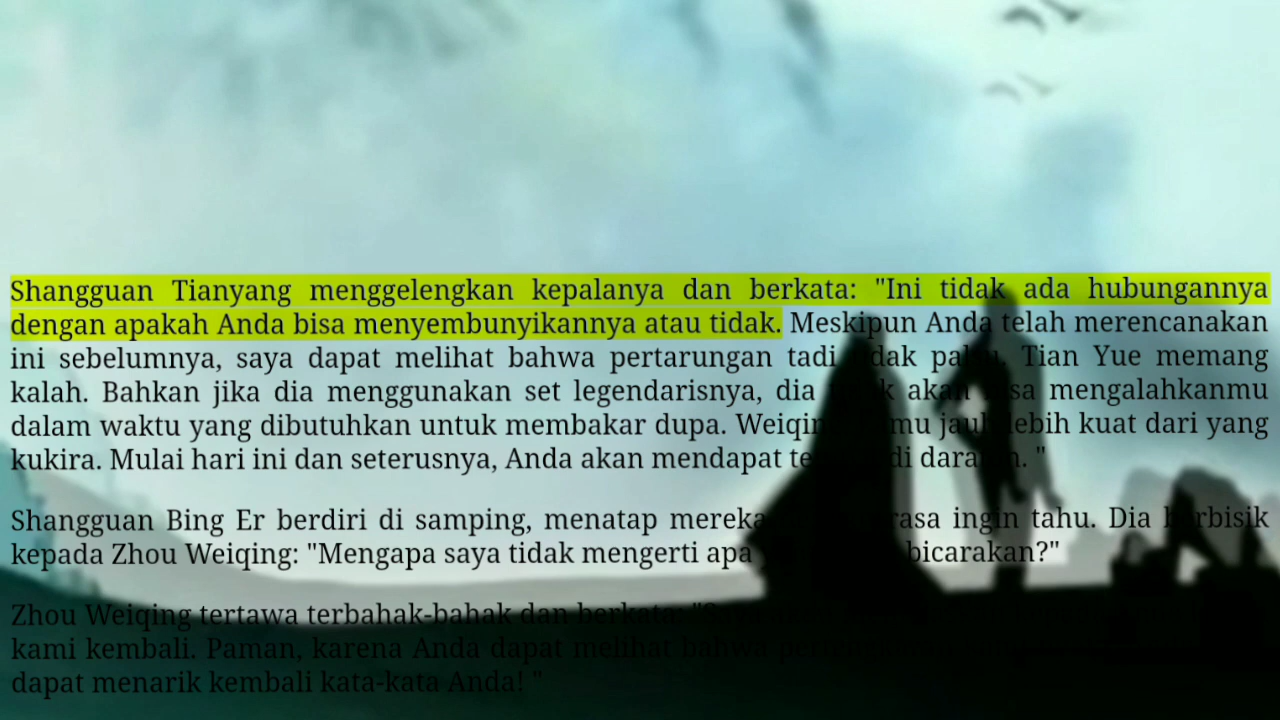 Shangguan Tianyang menggelengkan kepalanya dan berkata: "Ini tidak ada hubungannya
dengan apakah Anda bisa menyembunyikannya atau tidak. Meskipun Anda telah merencanakan
ini sebelumnya, saya dapat melihat bahwa pertarungan tadi tidak Tian Yue memang
kalah. Bahkan jika dia menggunakan set legendarisnya, dia tidak akan bisa mengalahkanmu
dalam waktu yang dibutuhkan untuk membakar dupa. jauh lebih kuat dari yang
kukira. Mulai hari ini dan seterusnya, Anda akan mendapat di "
Shangguan Bing Er berdiri di samping, menatap mereka rasa ingin tahu. Dia berbisik
kepada Zhou Weiqing: "Mengapa saya tidak mengerti apa bicarakan?"
Zhou Weiqing tertawa terbahak-bahak dan berkata:
kami kembali. Paman, karena Anda dapat melihat bahwa
dapat menarik kembali kata-kata Anda! "